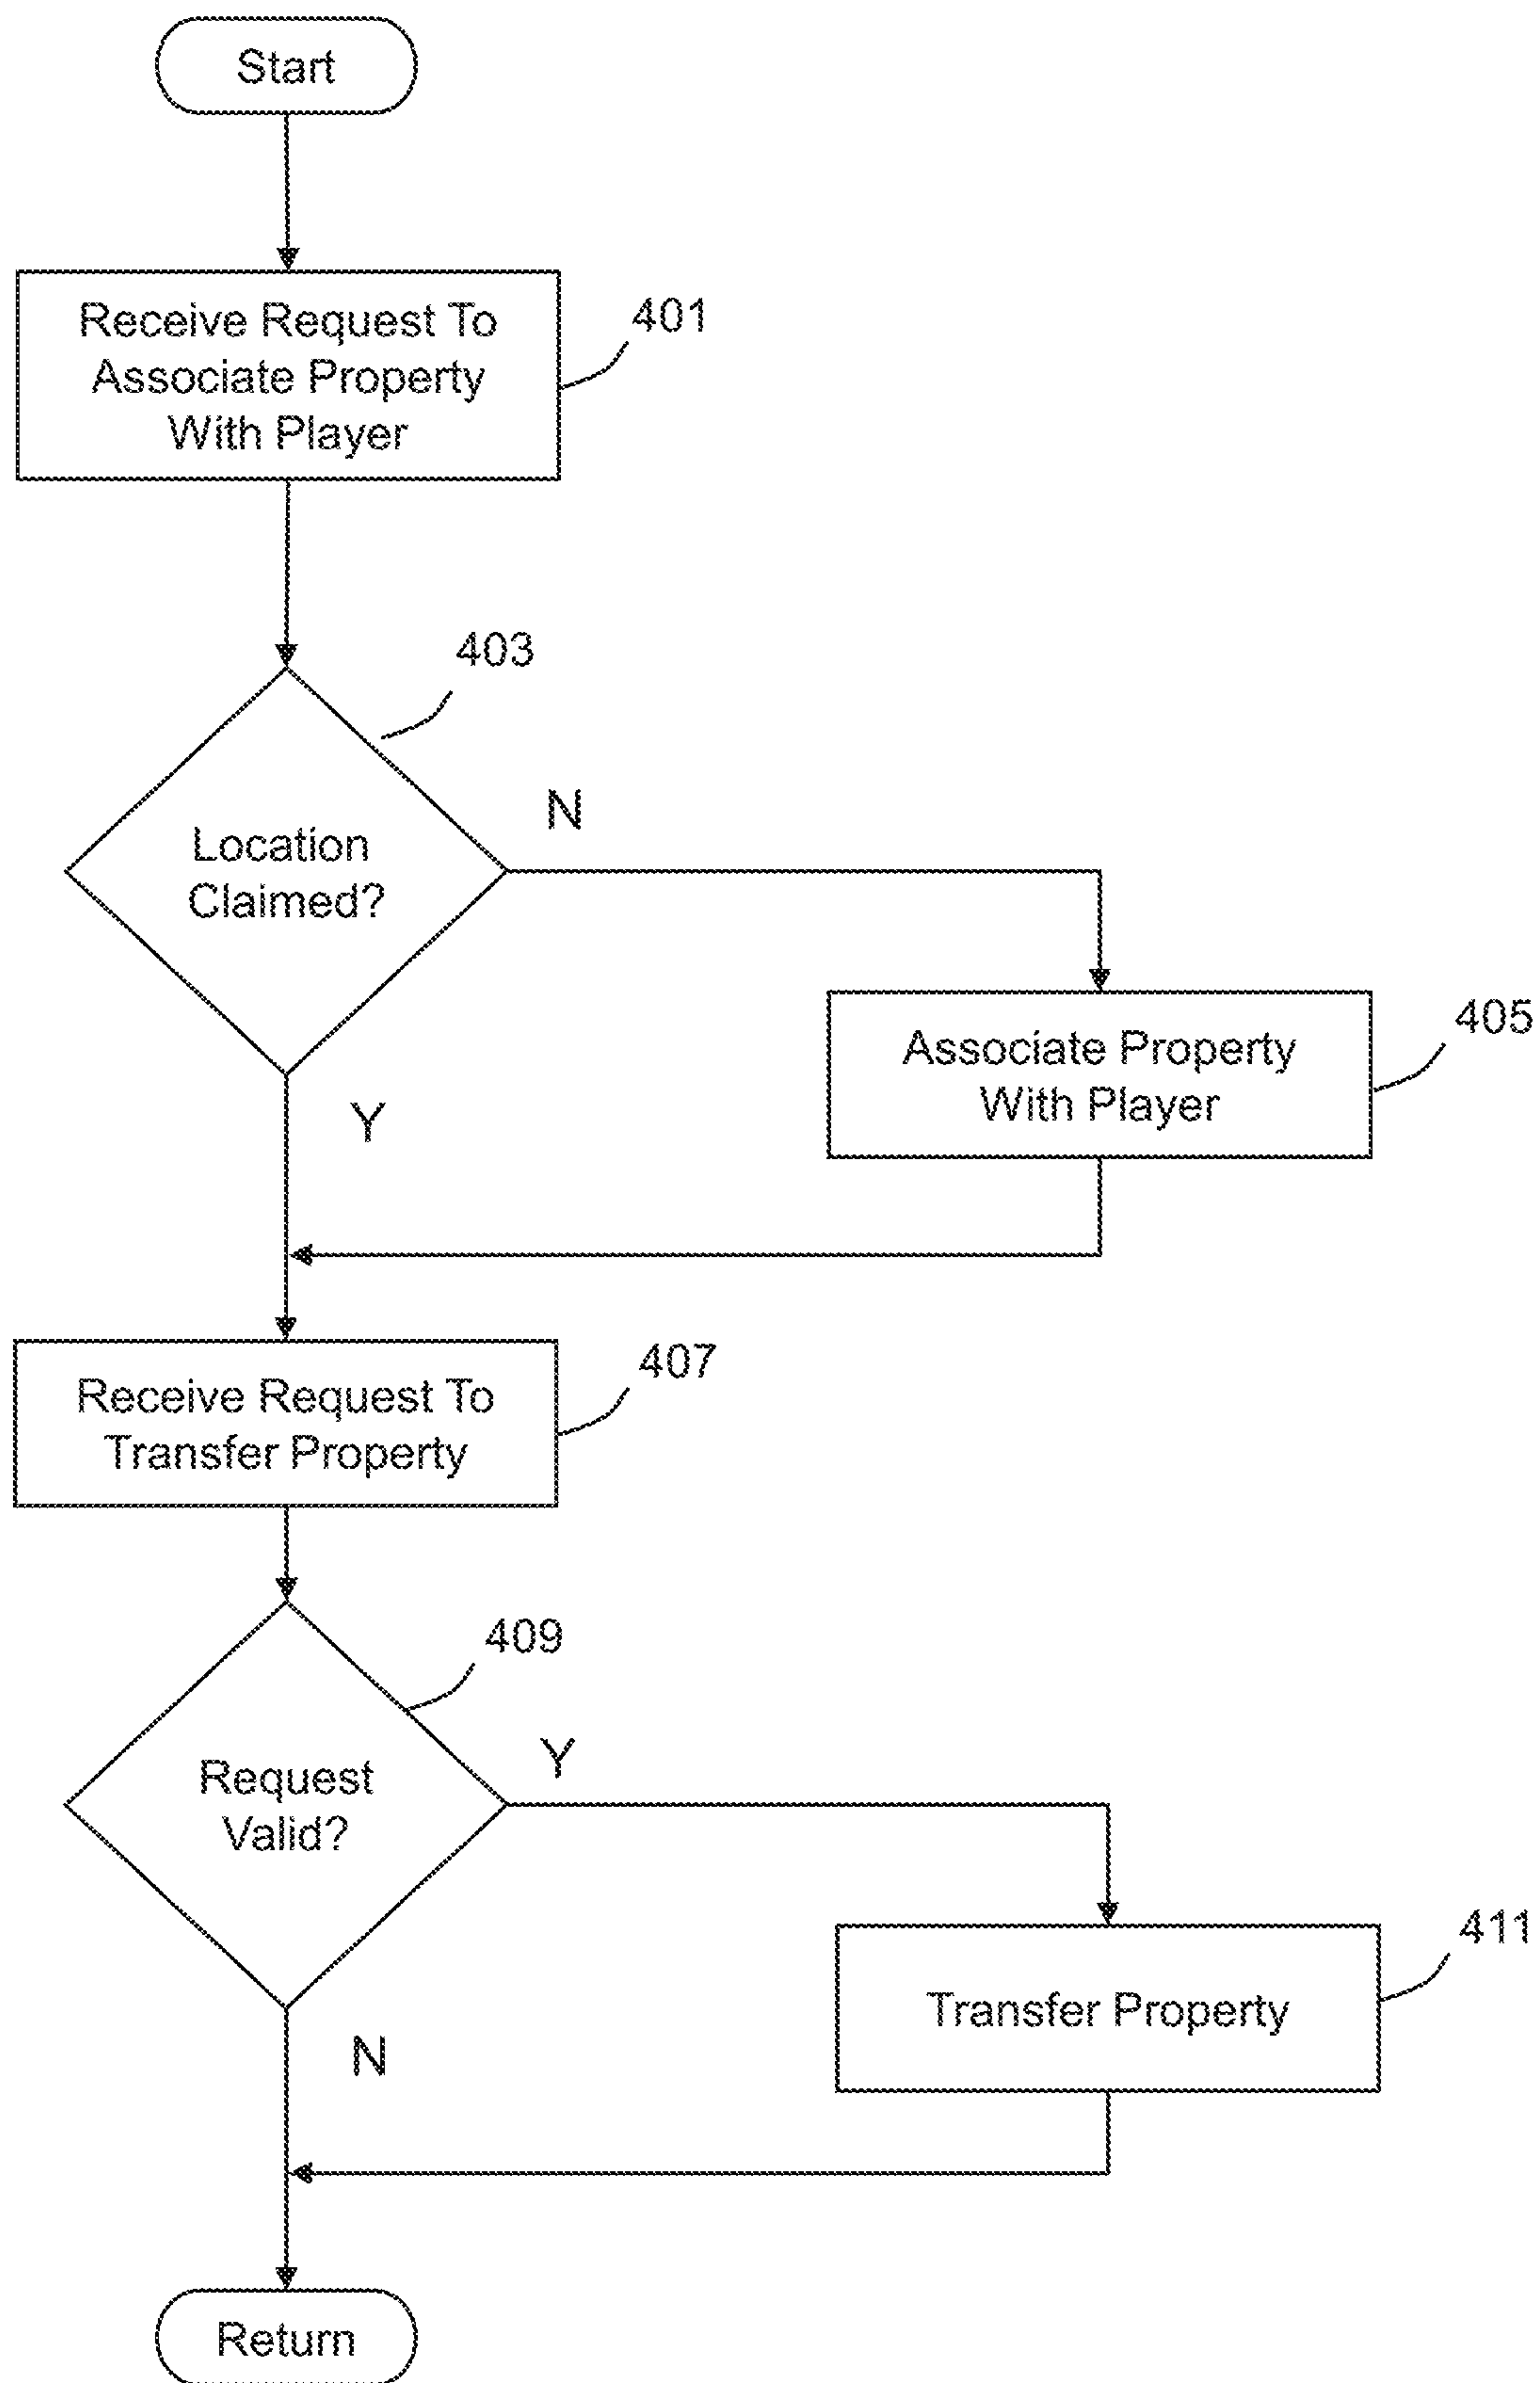 Start
Receive Request To
Associate Property
With Player
401
403
Location
Claimed?
N
Y
Associate Property
With Player
405
Receive Request To
Transfer Property
407
409
Request
Valid?
Y
N
Transfer Property
411
Return